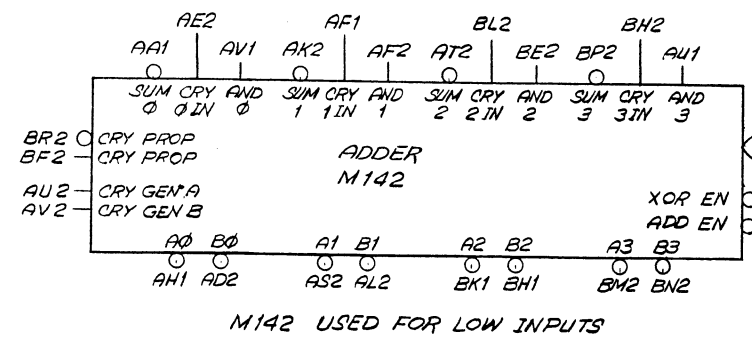 AE2 AF1 BL2 BH2
AA1 AV1 AK2 AF2 AT2 BE2 BP2 AU1
SUM CRY AND SUM CRY AND SUM CRY AND SUM CRY AND
Ø Ø IN Ø 1 1 IN 1 2 2 IN 2 3 3 IN 3
BR2 CRY PROP
BF2 CRY PROP
ADDER
M142
AU2 CRY GEN A
AV2 CRY GEN B
XOR EN
ADD EN
AØ BØ A1 B1 A2 B2 A3 B3
AH1 AD2 AS2 AL2 BK1 BH1 BM2 BN2
M142 USED FOR LOW INPUTS